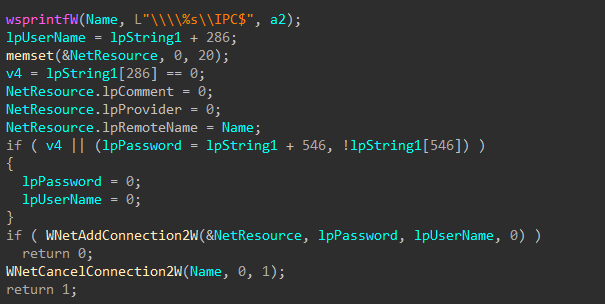 wsprintfW(Name, L"\\\\%s\\IPC$", a2);
lpUserName = lpString1 + 286;
memset(&NetResource, 0, 20);
v4 = lpString1[286] == 0;
NetResource.lpComment = 0;
NetResource.lpProvider = 0;
NetResource.lpRemoteName = Name;
if ( v4 || (lpPassword = lpString1 + 546, !lpString1[546]) )
{
  lpPassword = 0;
  lpUserName = 0;
}
if ( WNetAddConnection2W(&NetResource, lpPassword, lpUserName, 0) )
  return 0;
WNetCancelConnection2W(Name, 0, 1);
return 1;